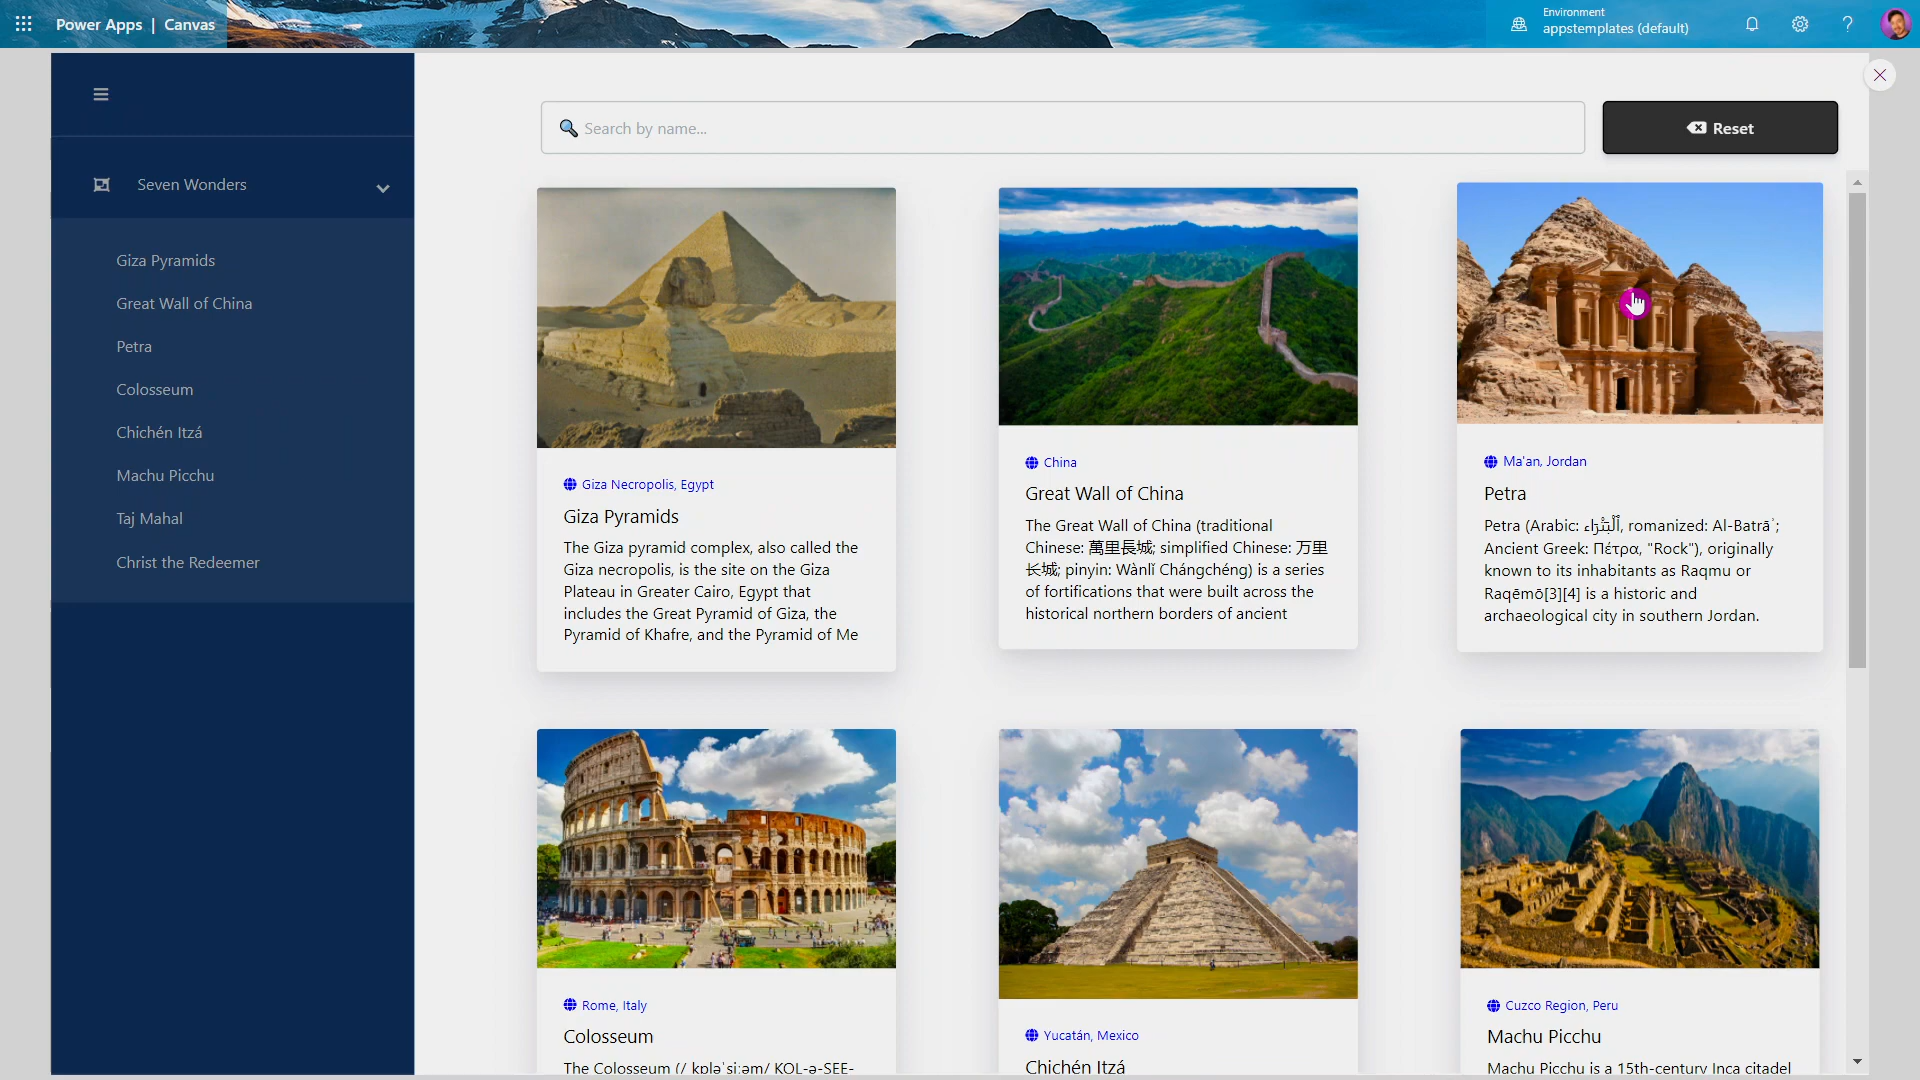 Power Apps | Canvas
Environment
appstemplates (default)
Search by name...
Reset
Seven Wonders
Giza Pyramids
Great Wall of China
Petra
Colosseum
Chichén Itzá
Machu Picchu
Taj Mahal
Christ the Redeemer
Giza Necropolis, Egypt
Giza Pyramids
The Giza pyramid complex, also called the
Giza necropolis, is the site on the Giza
Plateau in Greater Cairo, Egypt that
includes the Great Pyramid of Giza, the
Pyramid of Khafre, and the Pyramid of Me
China
Great Wall of China
The Great Wall of China (traditional
Chinese: 萬里長城; simplified Chinese: 万里
长城; pinyin: Wànlǐ Chángchéng) is a series
of fortifications that were built across the
historical northern borders of ancient
Ma'an, Jordan
Petra
Petra (Arabic: ٱلْبَتْرَاء, romanized: Al-Batrāʾ;
Ancient Greek: Πέτρα, "Rock"), originally
known to its inhabitants as Raqmu or
Raqēmō[3][4] is a historic and
archaeological city in southern Jordan.
Rome, Italy
Colosseum
The Colosseum (/ˌkɒləˈsiːəm/ KOL-ə-SEE-
Yucatán, Mexico
Chichén Itzá
Cuzco Region, Peru
Machu Picchu
Machu Picchu is a 15th-century Inca citadel